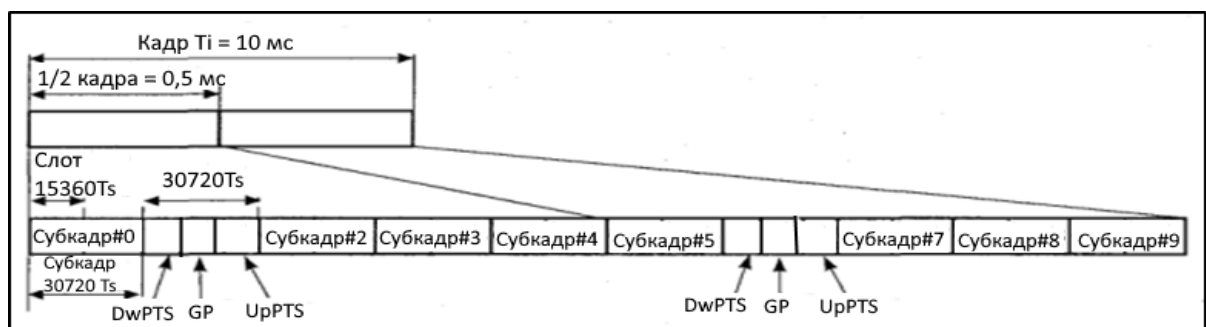 Кадр Ti = 10 мс
1/2 кадра = 0,5 мс
Слот
15360Ts
30720Ts
Субкадр#0
Субкадр#2
Субкадр#3
Субкадр#4
Субкадр#5
Субкадр#7
Субкадр#8
Субкадр#9
Субкадр
30720 Ts
DwPTS
GP
UpPTS
DwPTS
GP
UpPTS